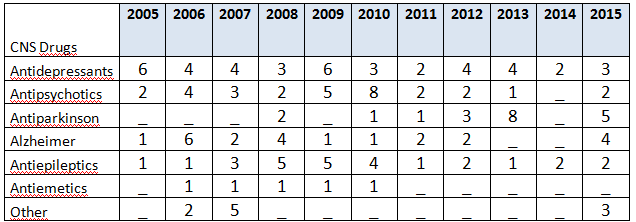 2005 2006 2007 2008 2009 2010 2011 2012 2013 2014 2015
CNS Drugs
Antidepressants 6 4 4 3 6 3 2 4 4 2 3
Antipsychotics 2 4 3 2 5 8 2 2 1 _ 2
Antiparkinson _ _ _ 2 _ 1 1 3 8 _ 5
Alzheimer 1 6 2 4 1 1 2 2 _ _ 4
Antiepileptics 1 1 3 5 5 4 1 2 1 2 2
Antiemetics _ 1 1 1 1 1 _ _ _ _ _
Other _ 2 5 _ _ _ _ _ _ _ 3